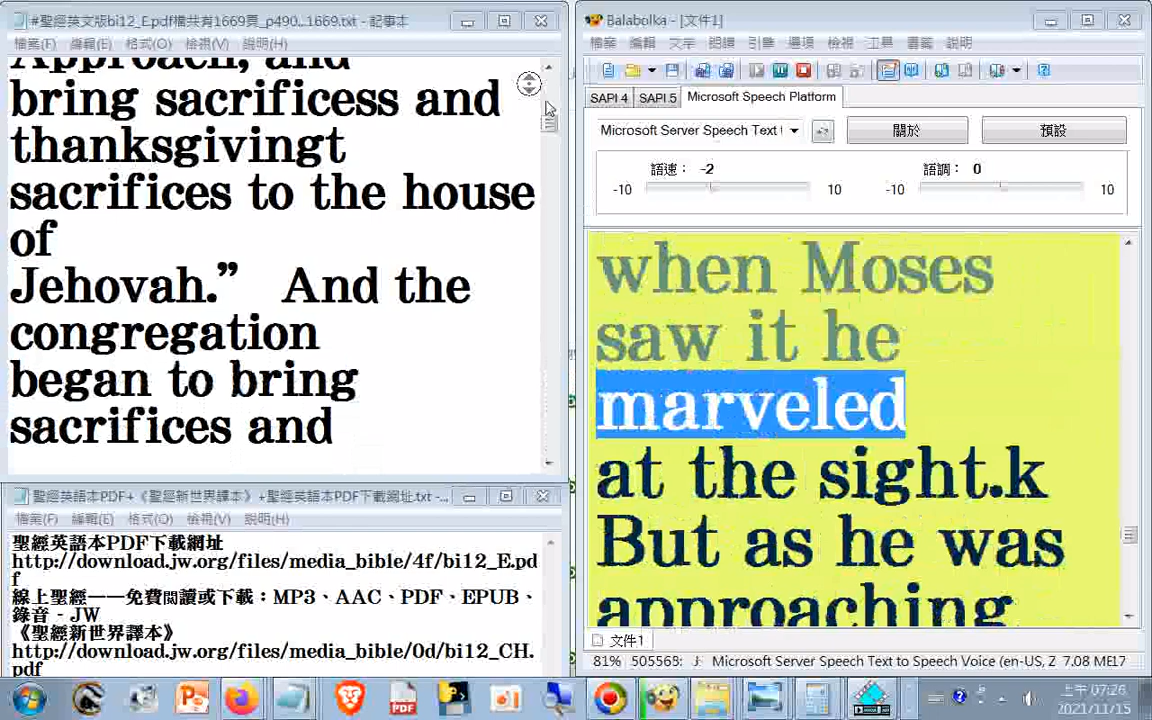 #聖經英文版bi12_E.pdf檔共有1669頁_p490...1669.txt - 記事本
檔案(F) 編輯(E) 格式(O) 檢視(V) 說明(H)
Approach, and
bring sacrificess and
thanksgivingt
sacrifices to the house
of
Jehovah.” And the
congregation
began to bring
sacrifices and
聖經英語本PDF+《聖經新世界譯本》+聖經英語本PDF下載網址.txt - ...
檔案(F) 編輯(E) 格式(O) 檢視(V) 說明(H)
聖經英語本PDF下載網址
http://download.jw.org/files/media_bible/4f/bi12_E.pd
f
線上聖經——免費閱讀或下載：MP3、AAC、PDF、EPUB、
錄音 - JW
《聖經新世界譯本》
http://download.jw.org/files/media_bible/0d/bi12_CH.
pdf
Balabolka - [文件1]
檔案 編輯 文字 朗讀 引擎 選項 檢視 工具 書籤 說明
SAPI 4 SAPI 5 Microsoft Speech Platform
Microsoft Server Speech Text t 關於 預設
語速： -2 語調： 0
-10 10 -10 10
when Moses
saw it he
marveled
at the sight.k
But as he was
approaching
文件1
81% 505563: J: Microsoft Server Speech Text to Speech Voice (en-US, Z 7.08 ME17
上午 07:26
2021/11/15